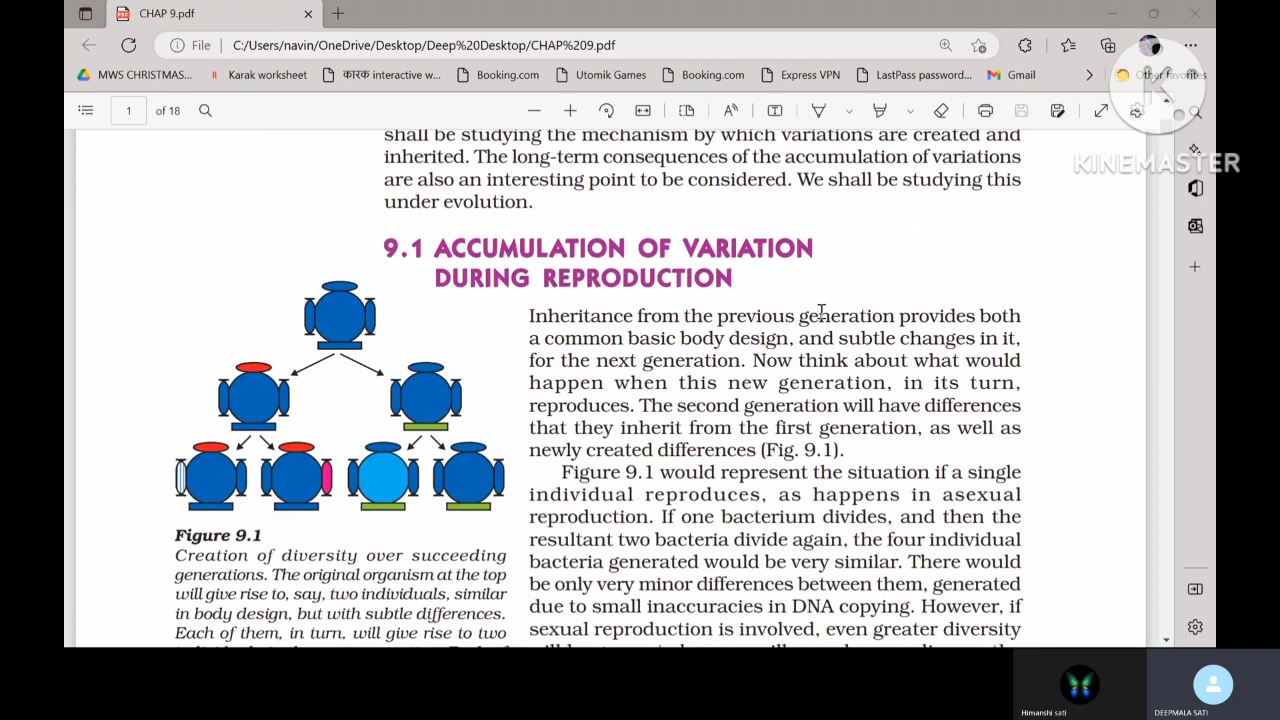 CHAP 9.pdf
File
C:/Users/navin/OneDrive/Desktop/Deep%20Desktop/CHAP%209.pdf
MWS CHRISTMAS...
Karak worksheet
कारक interactive w...
Booking.com
Utomik Games
Booking.com
Express VPN
LastPass password...
Gmail
Other favorites
1 of 18
KINEMASTER
shall be studying the mechanism by which variations are created and
inherited. The long-term consequences of the accumulation of variations
are also an interesting point to be considered. We shall be studying this
under evolution.
9.1 ACCUMULATION OF VARIATION
DURING REPRODUCTION
Inheritance from the previous generation provides both
a common basic body design, and subtle changes in it,
for the next generation. Now think about what would
happen when this new generation, in its turn,
reproduces. The second generation will have differences
that they inherit from the first generation, as well as
newly created differences (Fig. 9.1).
Figure 9.1 would represent the situation if a single
individual reproduces, as happens in asexual
reproduction. If one bacterium divides, and then the
resultant two bacteria divide again, the four individual
bacteria generated would be very similar. There would
be only very minor differences between them, generated
due to small inaccuracies in DNA copying. However, if
sexual reproduction is involved, even greater diversity
Figure 9.1
Creation of diversity over succeeding
generations. The original organism at the top
will give rise to, say, two individuals, similar
in body design, but with subtle differences.
Each of them, in turn, will give rise to two
Himanshi sati
DEEPMALA SATI